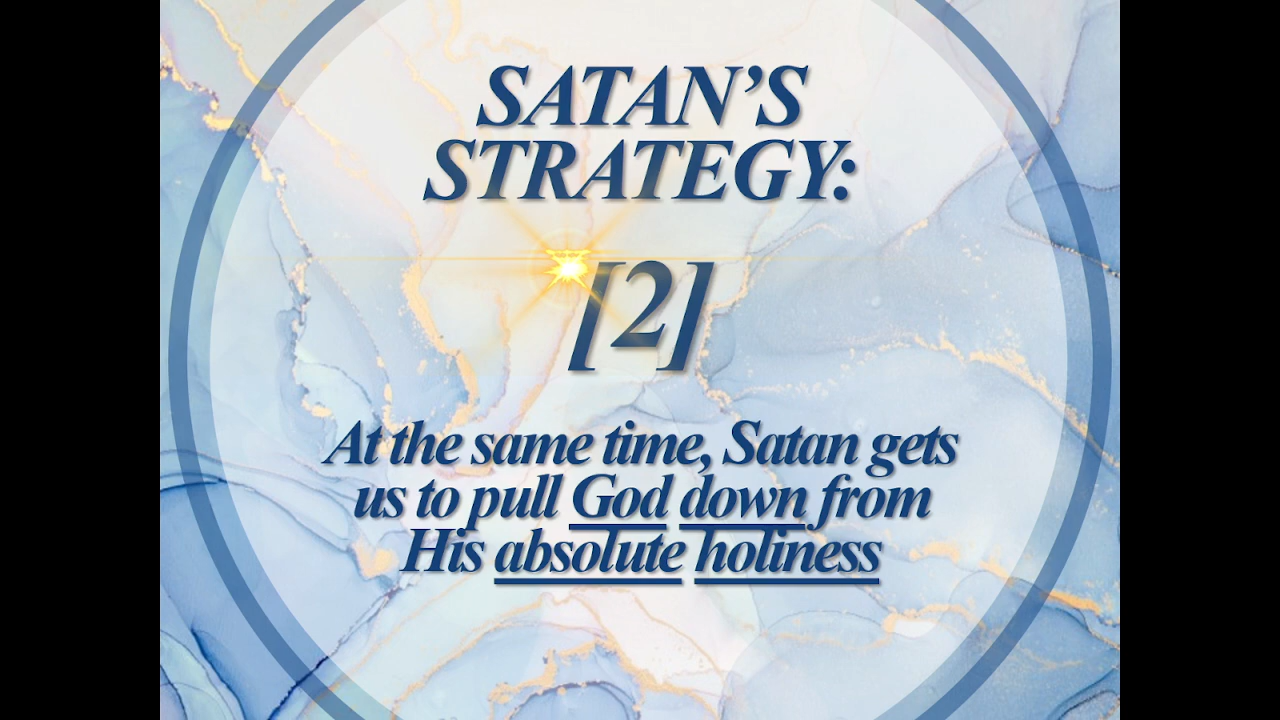 SATAN’S
STRATEGY:
[2]
At the same time, Satan gets
us to pull God down from
His absolute holiness